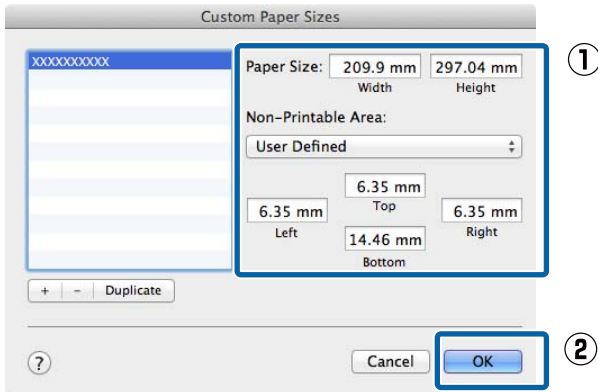 Custom Paper Sizes
XXXXXXXXXX
Paper Size: 209.9 mm 297.04 mm
Width Height
Non-Printable Area:
User Defined
6.35 mm
Top
6.35 mm 6.35 mm
Left Right
14.46 mm
Bottom
+ - Duplicate
? Cancel OK
①
②